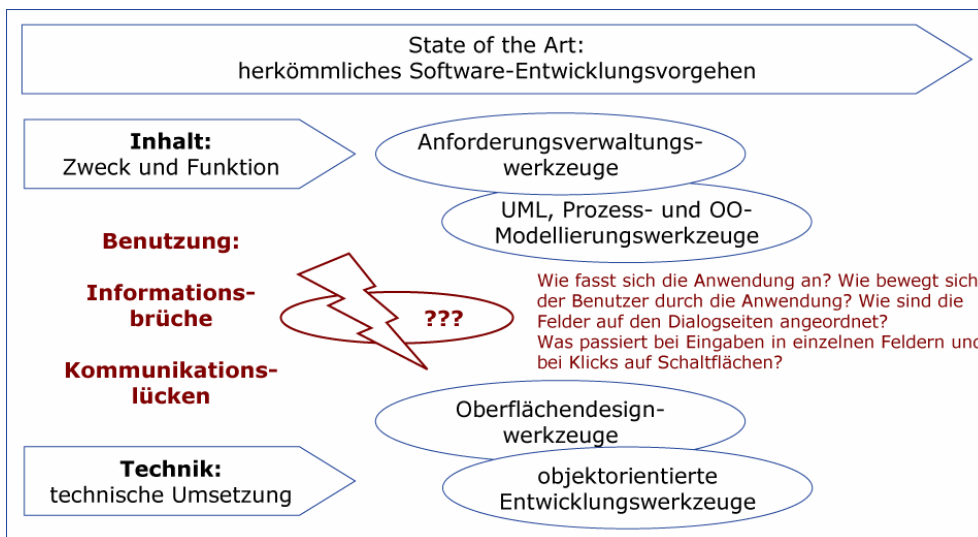 State of the Art:
herkömmliches Software-Entwicklungsvorgehen
Inhalt:
Zweck und Funktion
Anforderungsverwaltungs-
werkzeuge
UML, Prozess- und OO-
Modellierungswerkzeuge
Benutzung:
Informations-
brüche
Kommunikations-
lücken
???
Wie fasst sich die Anwendung an? Wie bewegt sich
der Benutzer durch die Anwendung? Wie sind die
Felder auf den Dialogseiten angeordnet?
Was passiert bei Eingaben in einzelnen Feldern und
bei Klicks auf Schaltflächen?
Oberflächendesign-
werkzeuge
Technik:
technische Umsetzung
objektorientierte
Entwicklungswerkzeuge